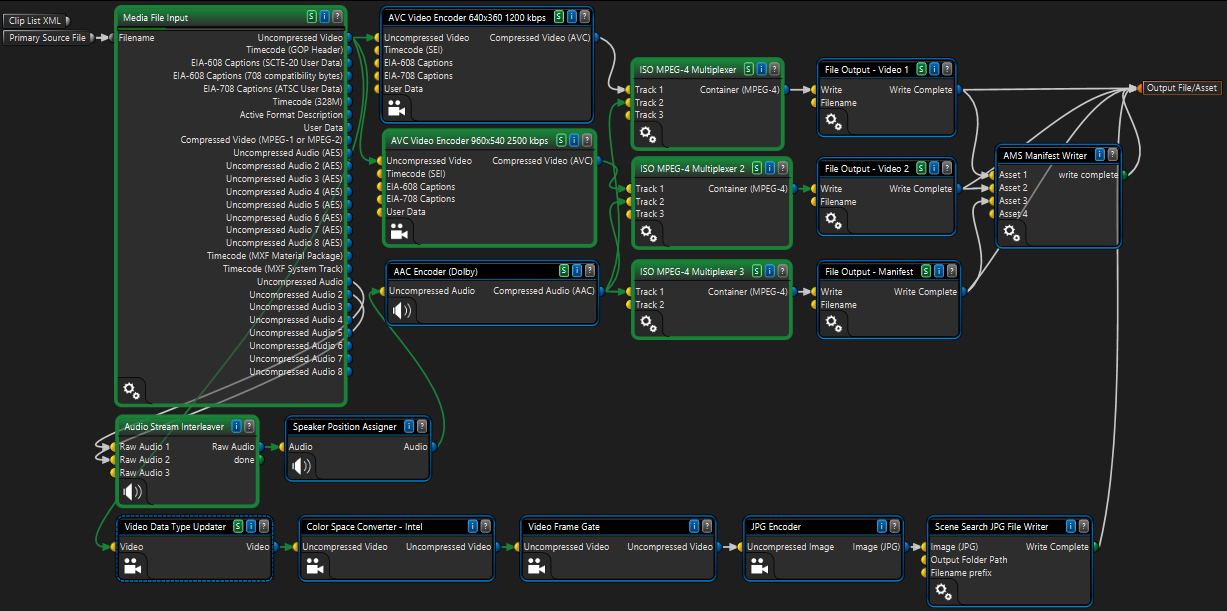 Clip List XML
Primary Source File
Media File Input S i ?
Filename
Uncompressed Video
Timecode (GOP Header)
EIA-608 Captions (SCTE-20 User Data)
EIA-608 Captions (708 compatibility bytes)
EIA-708 Captions (ATSC User Data)
Timecode (328M)
Active Format Description
User Data
Compressed Video (MPEG-1 or MPEG-2)
Uncompressed Audio (AES)
Uncompressed Audio 2 (AES)
Uncompressed Audio 3 (AES)
Uncompressed Audio 4 (AES)
Uncompressed Audio 5 (AES)
Uncompressed Audio 6 (AES)
Uncompressed Audio 7 (AES)
Uncompressed Audio 8 (AES)
Timecode (MXF Material Package)
Timecode (MXF System Track)
Uncompressed Audio
Uncompressed Audio 2
Uncompressed Audio 3
Uncompressed Audio 4
Uncompressed Audio 5
Uncompressed Audio 6
Uncompressed Audio 7
Uncompressed Audio 8
AVC Video Encoder 640x360 1200 kbps S i ?
Uncompressed Video Compressed Video (AVC)
Timecode (SEI)
EIA-608 Captions
EIA-708 Captions
User Data
AVC Video Encoder 960x540 2500 kbps S i ?
Uncompressed Video Compressed Video (AVC)
Timecode (SEI)
EIA-608 Captions
EIA-708 Captions
User Data
AAC Encoder (Dolby) S i ?
Uncompressed Audio Compressed Audio (AAC)
ISO MPEG-4 Multiplexer S i ?
Track 1 Container (MPEG-4)
Track 2
Track 3
ISO MPEG-4 Multiplexer 2 S i ?
Track 1 Container (MPEG-4)
Track 2
Track 3
ISO MPEG-4 Multiplexer 3 S i ?
Track 1 Container (MPEG-4)
Track 2
File Output - Video 1 S i ?
Write Write Complete
Filename
File Output - Video 2 S i ?
Write Write Complete
Filename
File Output - Manifest S i ?
Write Write Complete
Filename
AMS Manifest Writer i ?
Asset 1 write complete
Asset 2
Asset 3
Asset 4
Output File/Asset
Audio Stream Interleaver i ?
Raw Audio 1 Raw Audio
Raw Audio 2 done
Raw Audio 3
Speaker Position Assigner i ?
Audio Audio
Video Data Type Updater S i ?
Video Video
Color Space Converter - Intel i ?
Uncompressed Video Uncompressed Video
Video Frame Gate i ?
Uncompressed Video Uncompressed Video
JPG Encoder i ?
Uncompressed Image Image (JPG)
Scene Search JPG File Writer i ?
Image (JPG) Write Complete
Output Folder Path
Filename prefix